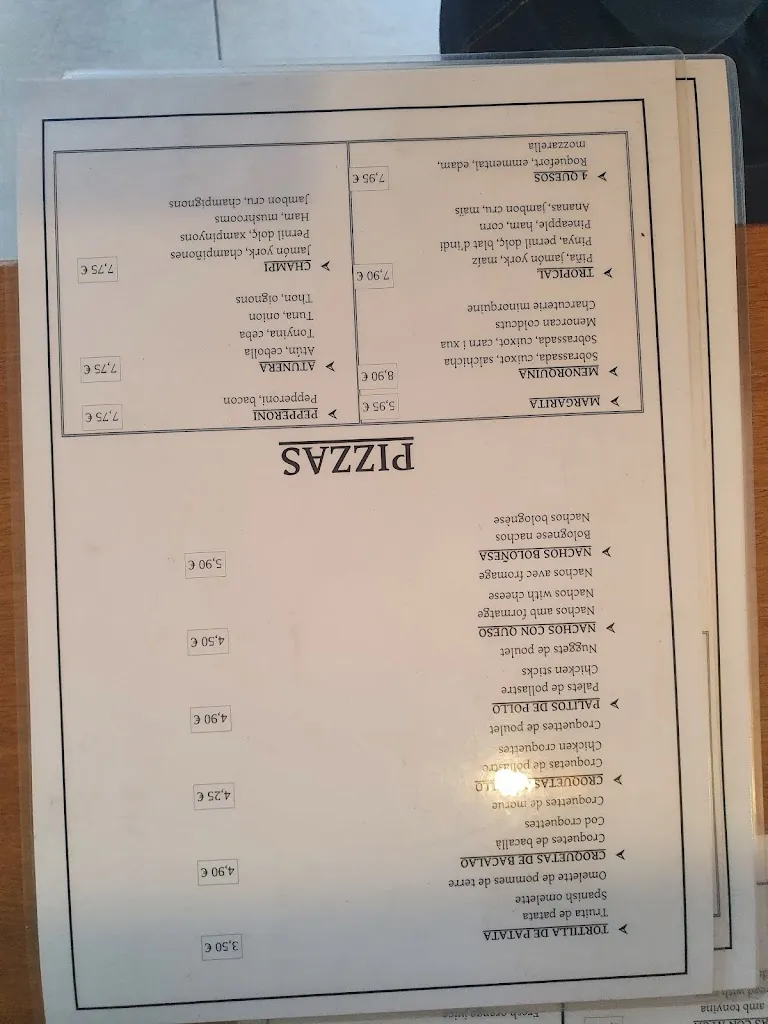 ➤ TORTILLA DE PATATA 3,50 €
Truita de patata
Spanish omelette
Omelette de pommes de terre
➤ CROQUETAS DE BACALAO 4,90 €
Croquetes de bacallà
Cod croquettes
Croquettes de morue
➤ CROQUETAS 4,25 €
Croquetas de pollastre
Chicken croquettes
Croquettes de poulet
➤ PALITOS DE POLLO 4,90 €
Palets de pollastre
Chicken sticks
Nuggets de poulet
➤ NACHOS CON QUESO 4,50 €
Nachos amb formatge
Nachos with cheese
Nachos avec fromage
➤ NACHOS BOLOÑESA 5,90 €
Bolognese nachos
Nachos bolognèse
PIZZAS
➤ MARGARITA 5,95 €
➤ MENORQUINA 8,90 €
Sobrassada, cuixot, salchicha
Sobrassada, cuixot, carn i xua
Menorcan coldcuts
Charcuterie minorquine
➤ TROPICAL 7,90 €
Piña, jamón york, maíz
Pinya, pernil dolç, blat d'indi
Pineapple, ham, corn
Ananas, jambon cru, maïs
➤ 4 QUESOS 7,95 €
Roquefort, emmental, edam,
mozzarella
➤ PEPPERONI 7,75 €
Pepperoni, bacon
➤ ATUNERA 7,75 €
Atún, cebolla
Tonyina, ceba
Tuna, onion
Thon, oignons
➤ CHAMPI 7,75 €
Jamón york, champiñones
Pernil dolç, xampinyons
Ham, mushrooms
Jambon cru, champignons
Fresh orange juice
amb tonyina